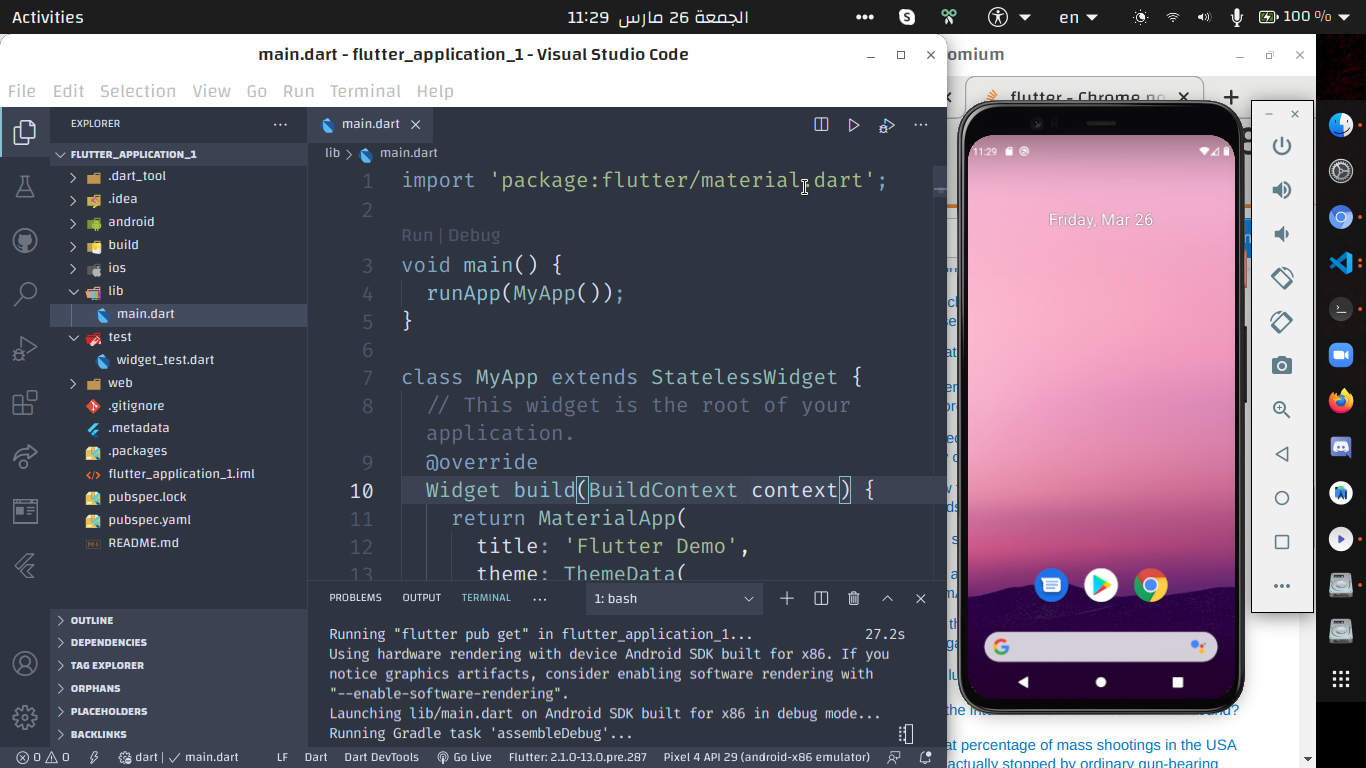 Activities
الجمعة 26 مارس 11:29
en
100 %
main.dart - flutter_application_1 - Visual Studio Code
omium
File Edit Selection View Go Run Terminal Help
flutter - Chrome no
EXPLORER
main.dart
FLUTTER_APPLICATION_1
lib > main.dart
.dart_tool
.idea
android
build
ios
lib
main.dart
test
widget_test.dart
web
.gitignore
.metadata
.packages
flutter_application_1.iml
pubspec.lock
pubspec.yaml
README.md
OUTLINE
DEPENDENCIES
TAG EXPLORER
ORPHANS
PLACEHOLDERS
BACKLINKS
1 import 'package:flutter/material.dart';
2
Run | Debug
3 void main() {
4 runApp(MyApp());
5 }
6
7 class MyApp extends StatelessWidget {
8 // This widget is the root of your
application.
9 @override
10 Widget build(BuildContext context) {
11 return MaterialApp(
12 title: 'Flutter Demo',
13 theme: ThemeData(
PROBLEMS OUTPUT TERMINAL
1: bash
Running "flutter pub get" in flutter_application_1... 27.2s
Using hardware rendering with device Android SDK built for x86. If you
notice graphics artifacts, consider enabling software rendering with
"--enable-software-rendering".
Launching lib/main.dart on Android SDK built for x86 in debug mode...
Running Gradle task 'assembleDebug'...
0 0
dart | main.dart
LF
Dart
Dart DevTools
Go Live
Flutter: 2.1.0-13.0.pre.287
Pixel 4 API 29 (android-x86 emulator)
11:29
Friday, Mar 26
the int
und?
at percentage of mass shootings in the USA
actually stopped by ordinary gun-bearing